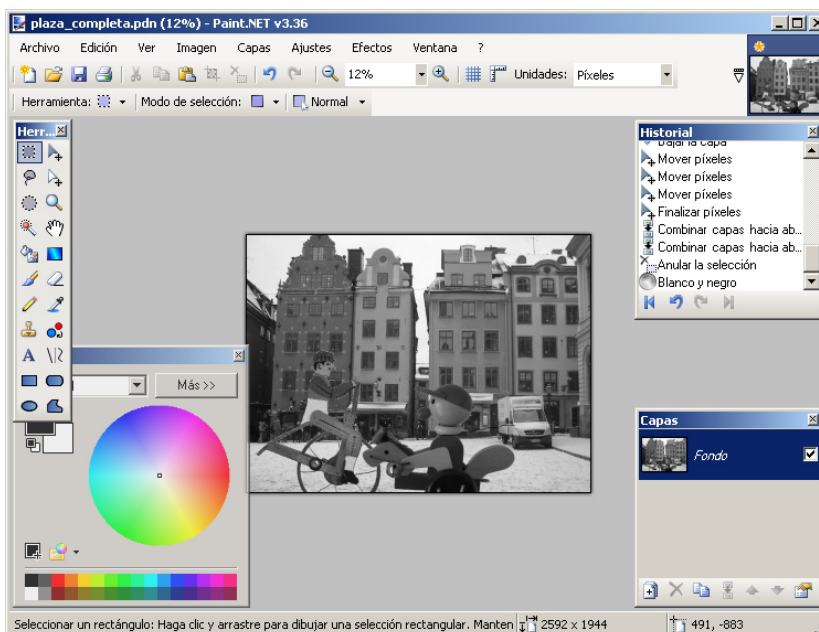 plaza_completa.pdn (12%) - Paint.NET v3.36
Archivo Edición Ver Imagen Capas Ajustes Efectos Ventana ?
12% Unidades: Píxeles
Herramienta: Modo de selección: Normal
Herr...
Historial
Bajar la capa
Mover píxeles
Mover píxeles
Mover píxeles
Finalizar píxeles
Combinar capas hacia ab...
Combinar capas hacia ab...
Anular la selección
Blanco y negro
Más >>
Capas
Fondo
Seleccionar un rectángulo: Haga clic y arrastre para dibujar una selección rectangular. Manten 2592 x 1944 491, -883